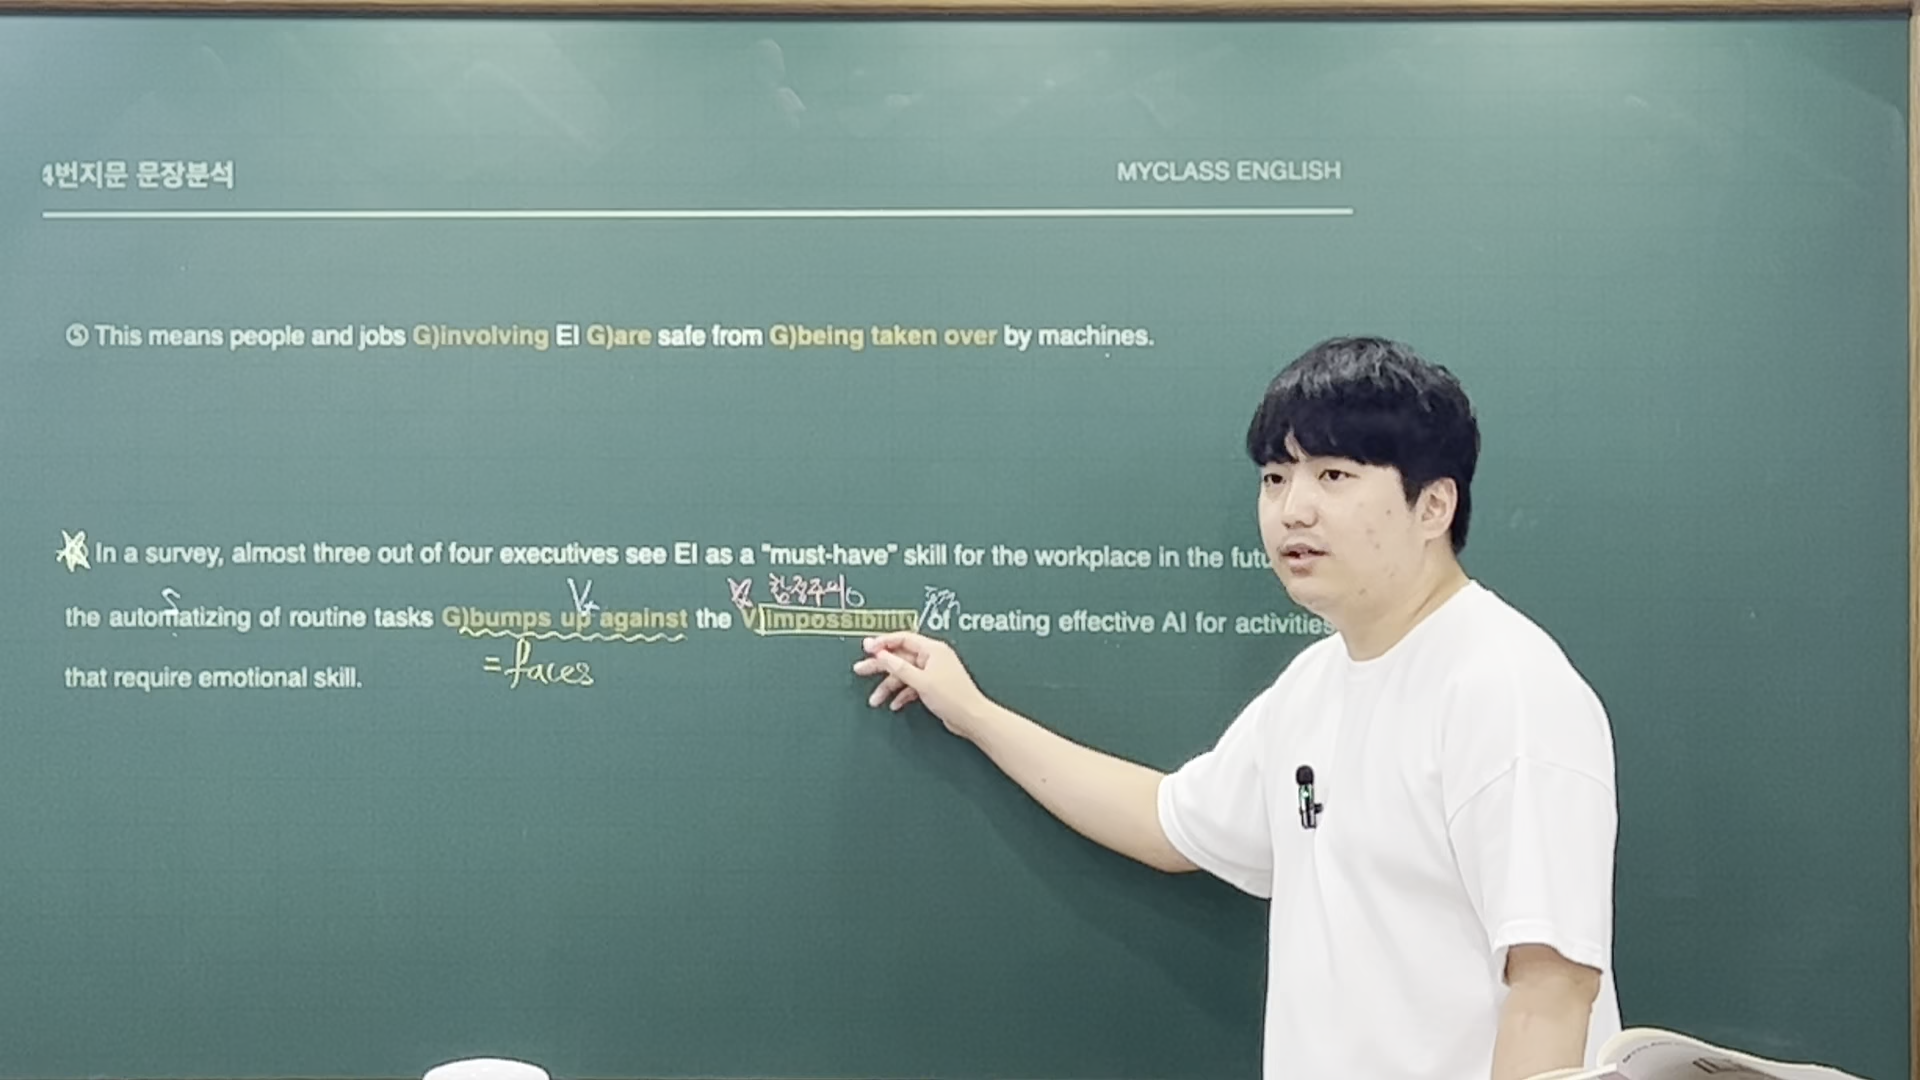 4번지문 문장분석
MYCLASS ENGLISH
⑤ This means people and jobs G)involving EI G)are safe from G)being taken over by machines.
In a survey, almost three out of four executives see EI as a "must-have" skill for the workplace in the futu
S V 함정주의
the automatizing of routine tasks G)bumps up against the V)impossibility of creating effective AI for activities
= faces
that require emotional skill.